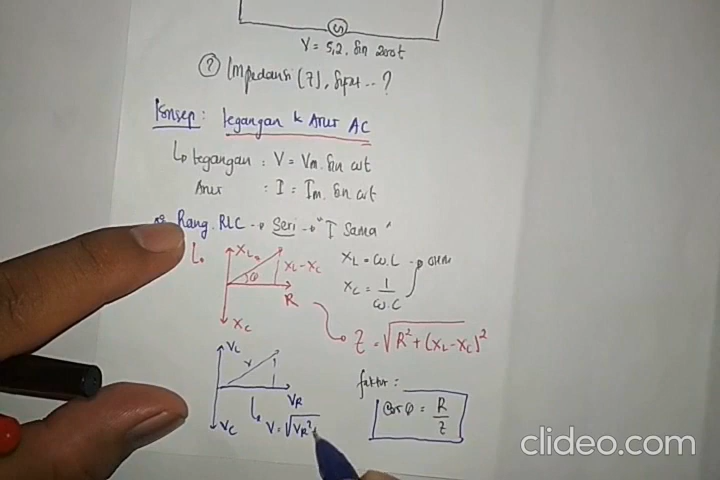 V = 5,2. Sin 200t
? Impedansi (Z), Sifat .. ?
Konsep : tegangan & Arus AC
↳ tegangan : V = Vm. Sin ωt
Arus : I = Im. Sin ωt
Rang. RLC → Seri → "I Sama"
XL
XL = ω.L → OHM
φ
XL - XC
R
XC = 1/ω.C
XC
Z = √R² + (XL - XC)²
VL
V
VR
VC
V = √VR²+
faktor :
Cos φ = R/Z
clideo.com